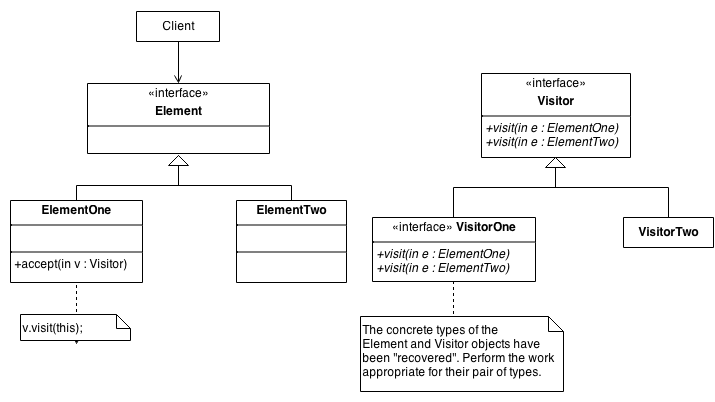 Client
«interface»
Element
«interface»
Visitor
+visit(in e : ElementOne)
+visit(in e : ElementTwo)
ElementOne
+accept(in v : Visitor)
ElementTwo
«interface» VisitorOne
+visit(in e : ElementOne)
+visit(in e : ElementTwo)
VisitorTwo
v.visit(this);
The concrete types of the
Element and Visitor objects have
been "recovered". Perform the work
appropriate for their pair of types.